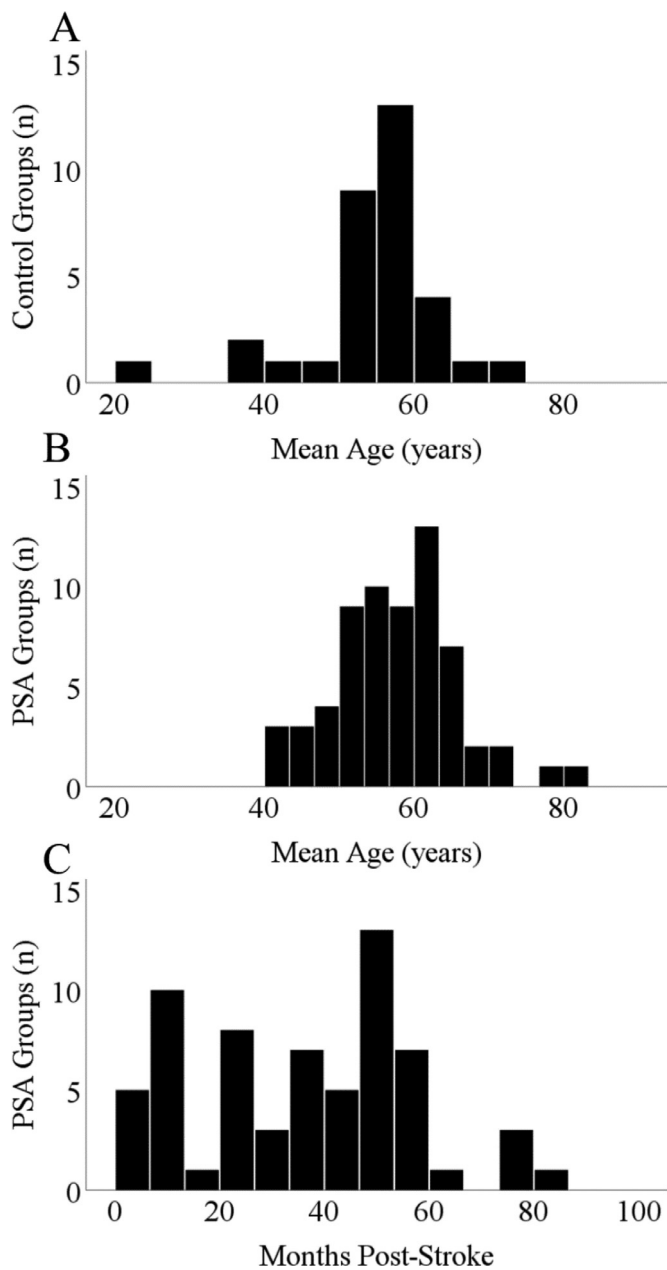 A
Control Groups (n)
15
10
5
0
20 40 60 80
Mean Age (years)
B
PSA Groups (n)
15
10
5
0
20 40 60 80
Mean Age (years)
C
PSA Groups (n)
15
10
5
0
0 20 40 60 80 100
Months Post-Stroke